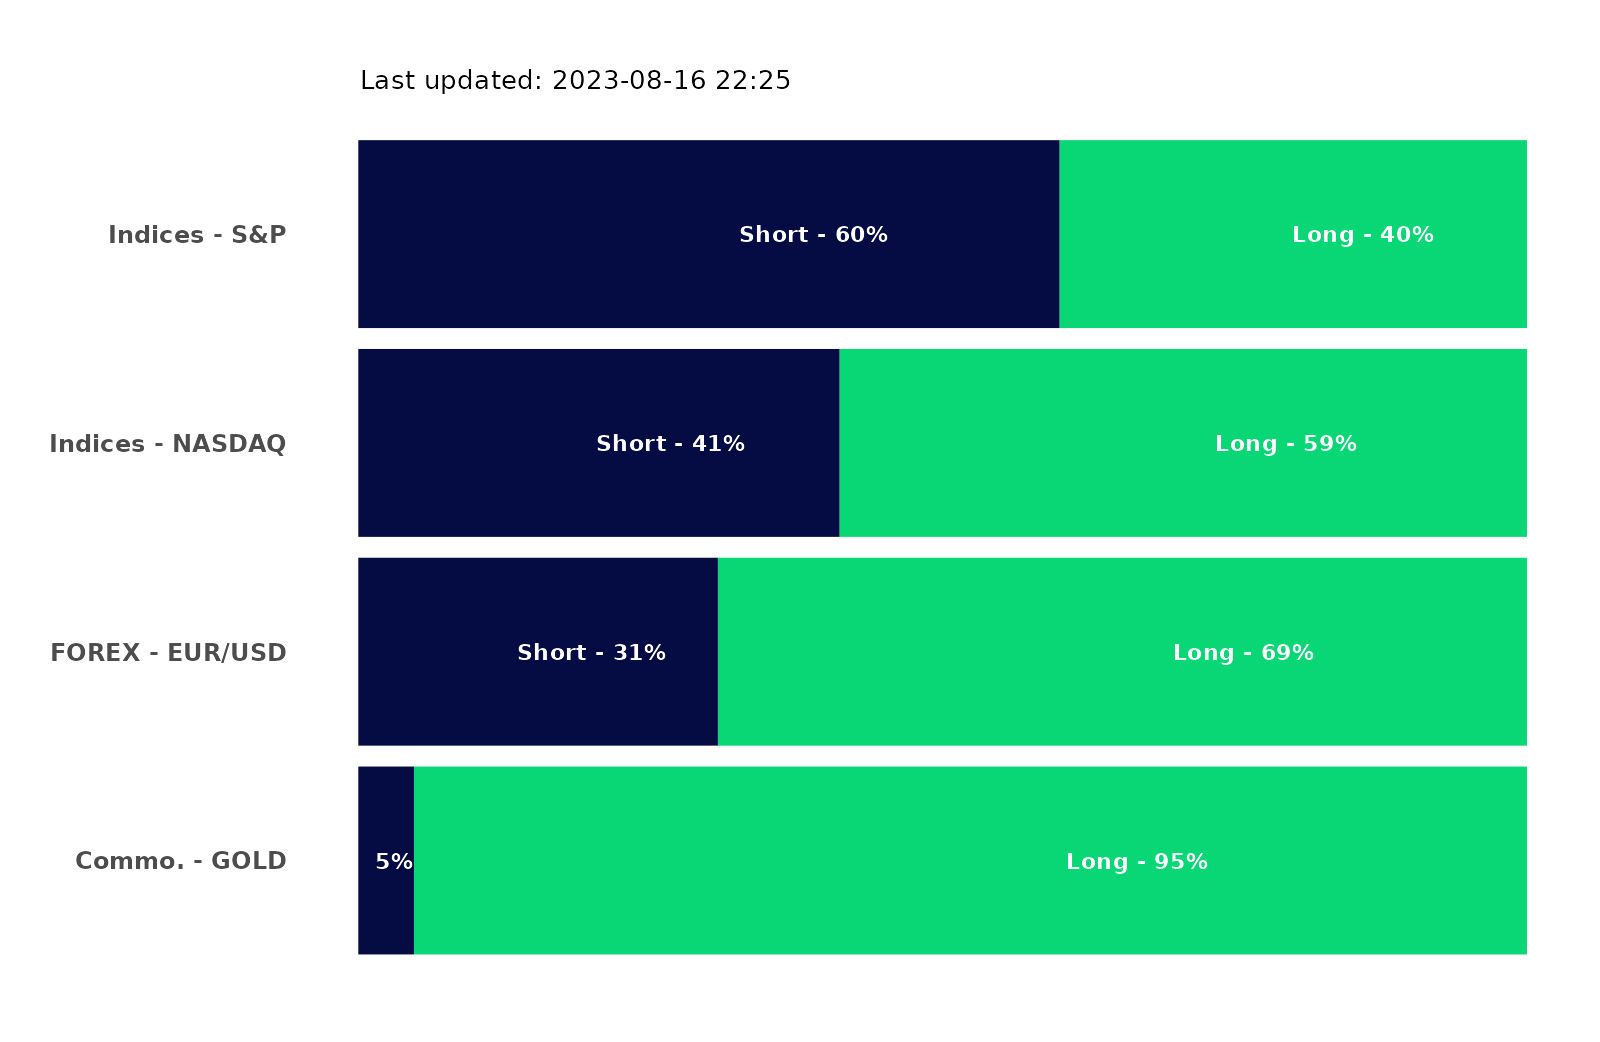 Last updated: 2023-08-16 22:25
Indices - S&P Short - 60% Long - 40%
Indices - NASDAQ Short - 41% Long - 59%
FOREX - EUR/USD Short - 31% Long - 69%
Commo. - GOLD 5% Long - 95%